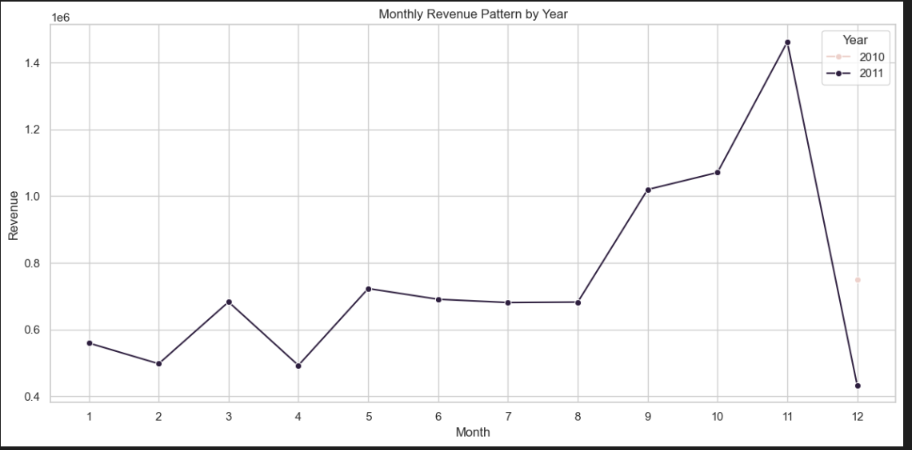 Monthly Revenue Pattern by Year
1e6
Year
2010
2011
1.4
1.2
1.0
0.8
0.6
0.4
Revenue
1 2 3 4 5 6 7 8 9 10 11 12
Month